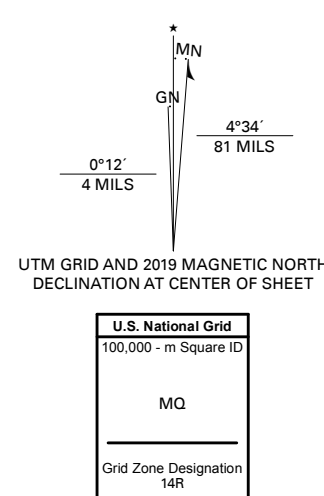 ★
MN
GN
4°34´
81 MILS
0°12´
4 MILS
UTM GRID AND 2019 MAGNETIC NORTH
DECLINATION AT CENTER OF SHEET
U.S. National Grid
100,000 - m Square ID
MQ
Grid Zone Designation
14R